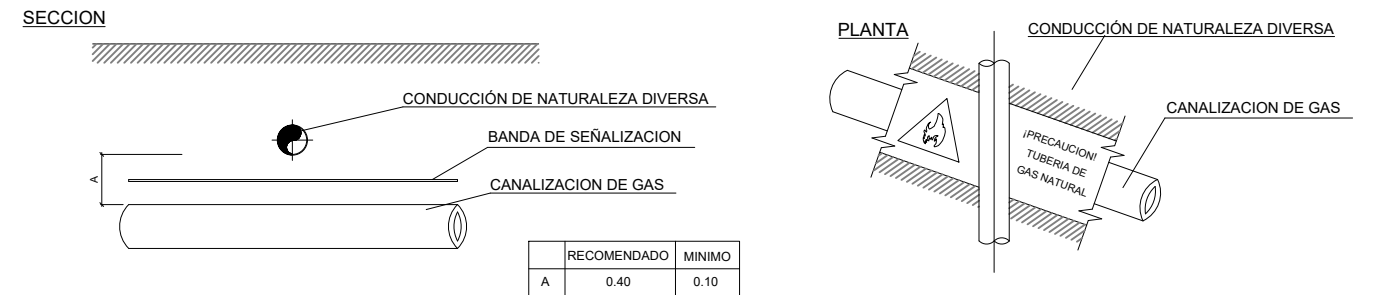 SECCION
CONDUCCIÓN DE NATURALEZA DIVERSA
BANDA DE SEÑALIZACION
CANALIZACION DE GAS
A
RECOMENDADO MINIMO
A 0.40 0.10
PLANTA
CONDUCCIÓN DE NATURALEZA DIVERSA
CANALIZACION DE GAS
¡PRECAUCION!
TUBERIA DE
GAS NATURAL